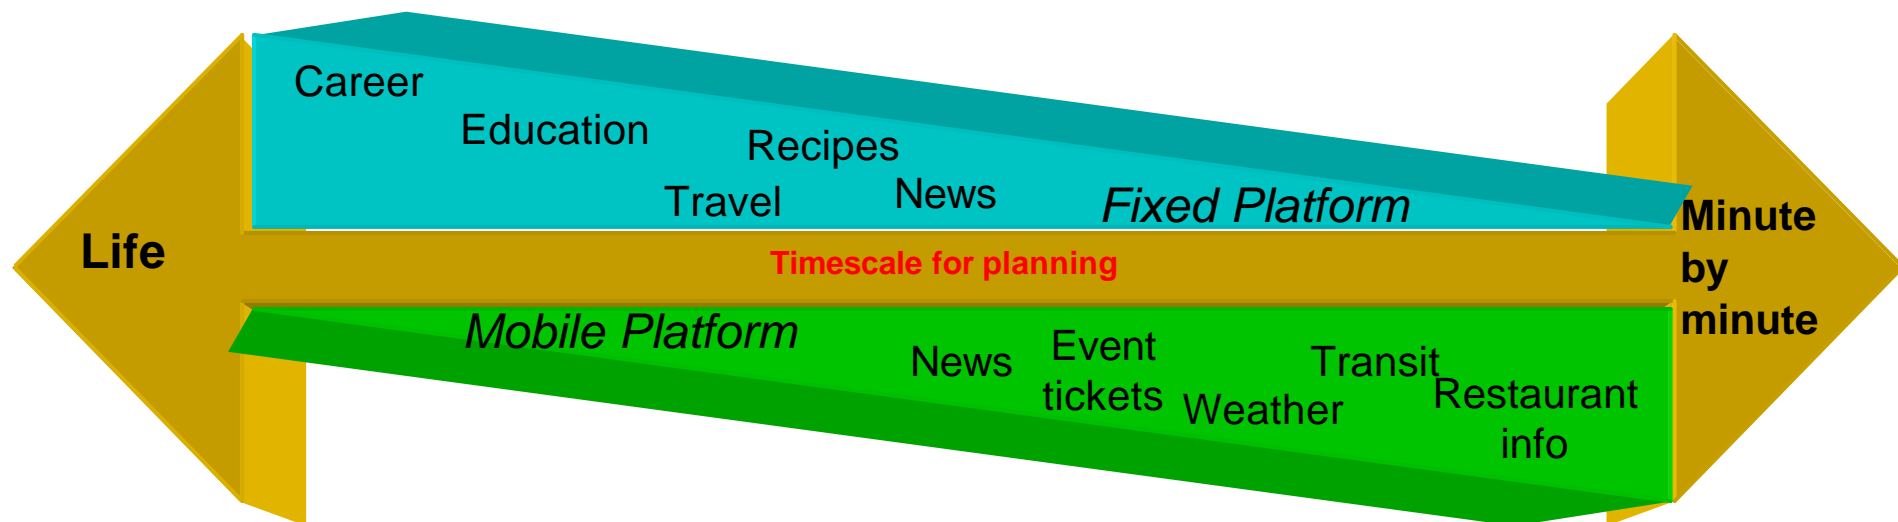 Career
Education
Recipes
Travel
News
Fixed Platform
Life
Timescale for planning
Minute
by
minute
Mobile Platform
News
Event
tickets
Weather
Transit
Restaurant
info